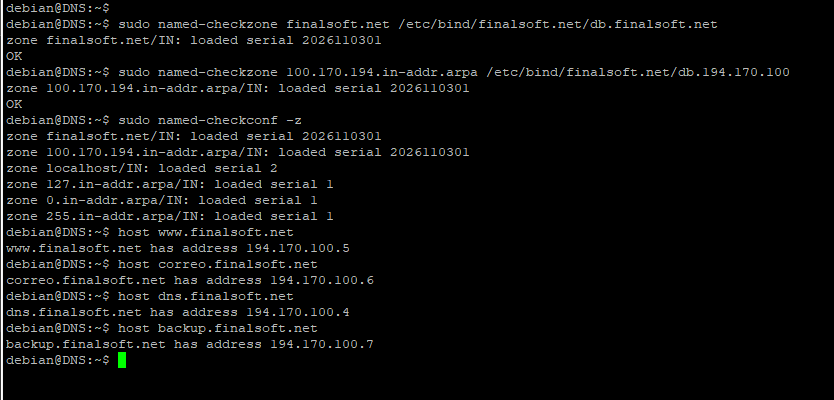 debian@DNS:~$
debian@DNS:~$ sudo named-checkzone finalsoft.net /etc/bind/finalsoft.net/db.finalsoft.net
zone finalsoft.net/IN: loaded serial 2026110301
OK
debian@DNS:~$ sudo named-checkzone 100.170.194.in-addr.arpa /etc/bind/finalsoft.net/db.194.170.100
zone 100.170.194.in-addr.arpa/IN: loaded serial 2026110301
OK
debian@DNS:~$ sudo named-checkconf -z
zone finalsoft.net/IN: loaded serial 2026110301
zone 100.170.194.in-addr.arpa/IN: loaded serial 2026110301
zone localhost/IN: loaded serial 2
zone 127.in-addr.arpa/IN: loaded serial 1
zone 0.in-addr.arpa/IN: loaded serial 1
zone 255.in-addr.arpa/IN: loaded serial 1
debian@DNS:~$ host www.finalsoft.net
www.finalsoft.net has address 194.170.100.5
debian@DNS:~$ host correo.finalsoft.net
correo.finalsoft.net has address 194.170.100.6
debian@DNS:~$ host dns.finalsoft.net
dns.finalsoft.net has address 194.170.100.4
debian@DNS:~$ host backup.finalsoft.net
backup.finalsoft.net has address 194.170.100.7
debian@DNS:~$